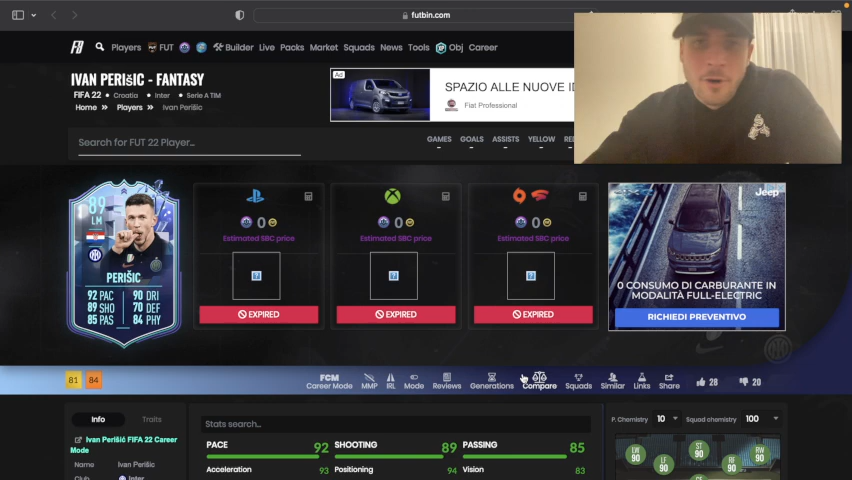 futbin.com
Players FUT Builder Live Packs Market Squads News Tools Obj Career
IVAN PERIŠIĆ - FANTASY
FIFA 22 • Croatia • Inter • Serie A TIM
Home >> Players >> Ivan Perišić
Ad
SPAZIO ALLE NUOVE
Fiat Professional
Search for FUT 22 Player...
GAMES GOALS ASSISTS YELLOW
89
LM
PERIŠIĆ
92 PAC 90 DRI
89 SHO 70 DEF
85 PAS 84 PHY
0
Estimated SBC price
EXPIRED
0
Estimated SBC price
EXPIRED
0
Estimated SBC price
EXPIRED
Jeep
0 CONSUMO DI CARBURANTE IN
MODALITÀ FULL-ELECTRIC
RICHIEDI PREVENTIVO
81 84
FCM
Career Mode MMP IRL Mode Reviews Generations Compare Squads Similar Links Share 28 20
Info Traits
Ivan Perišić FIFA 22 Career
Mode
Name Ivan Perišić
Club Inter
Stats search...
PACE 92 SHOOTING 89 PASSING 85
Acceleration 93 Positioning 94 Vision 83
P. Chemistry 10 Squad chemistry 100
LW
90
LF
90
ST
90
RF
90
RW
90